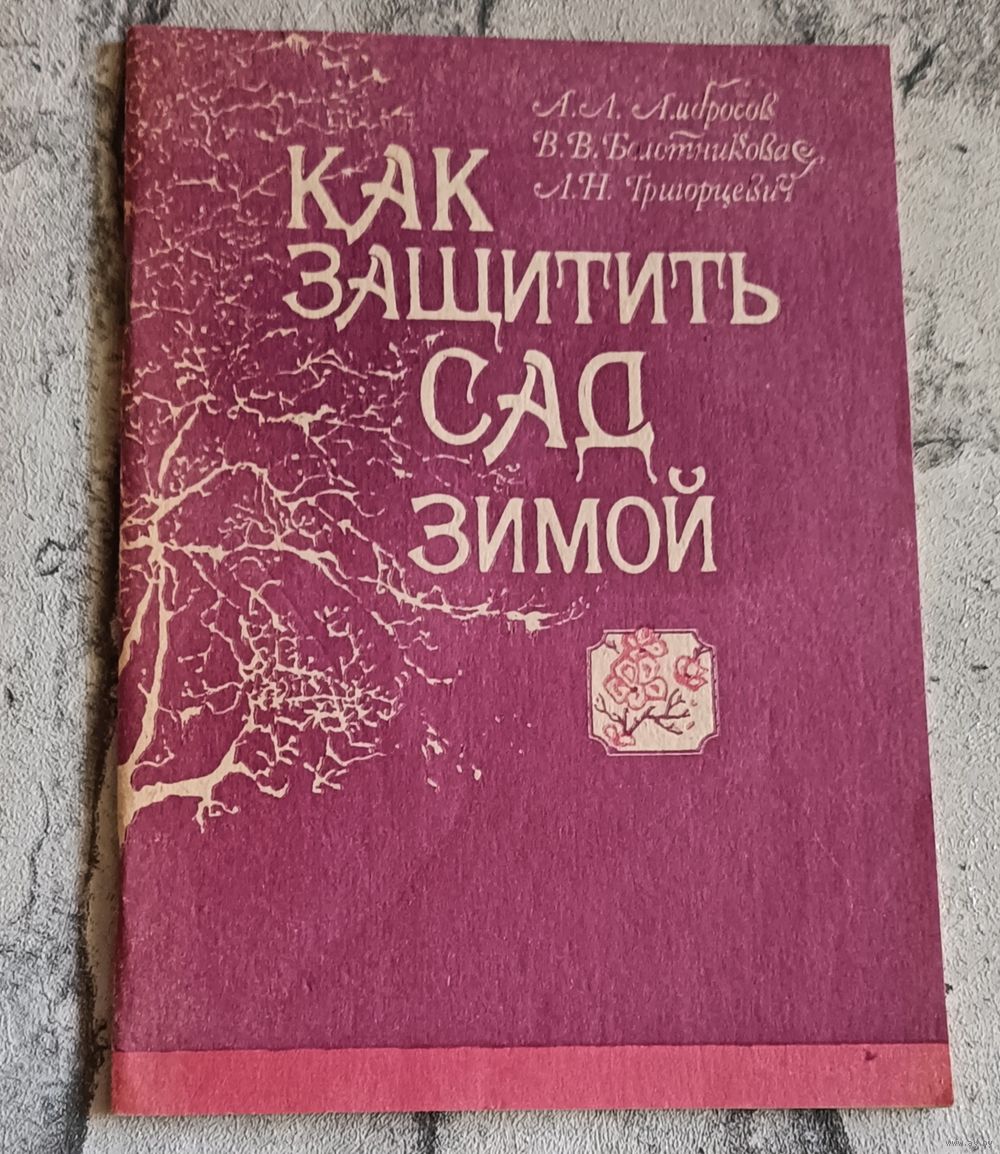 А.Л. Амбросов
В.В. Болотникова
Л.Н. Григорцевич
КАК
ЗАЩИТИТЬ
САД
ЗИМОЙ